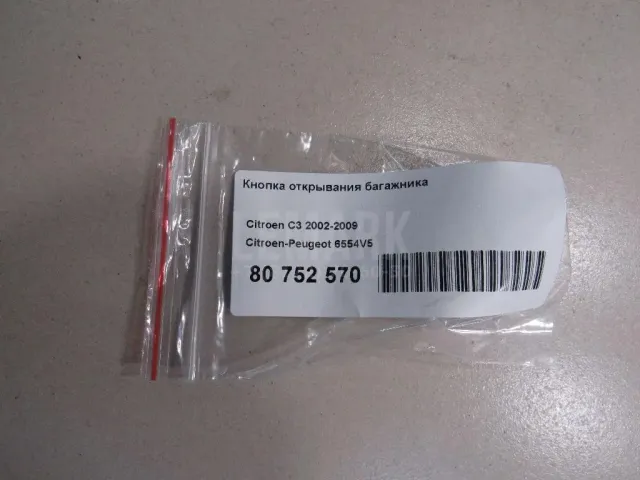 Кнопка открывания багажника
Citroen C3 2002-2009
Citroen-Peugeot 6554V5
80 752 570